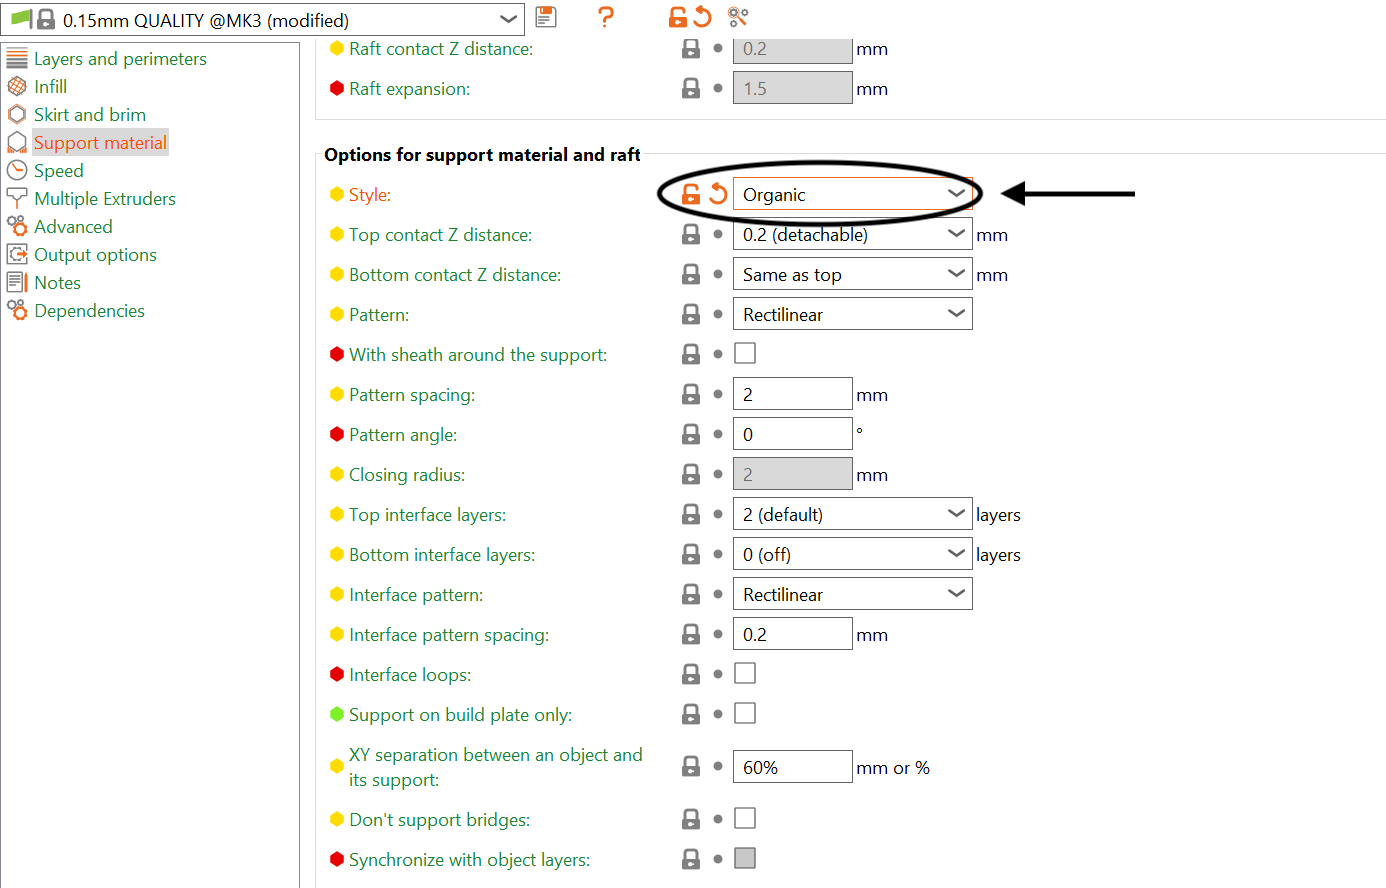 0.15mm QUALITY @MK3 (modified)
?
Layers and perimeters
Infill
Skirt and brim
Support material
Speed
Multiple Extruders
Advanced
Output options
Notes
Dependencies
Raft contact Z distance: 0.2 mm
Raft expansion: 1.5 mm
Options for support material and raft
Style: Organic
Top contact Z distance: 0.2 (detachable) mm
Bottom contact Z distance: Same as top mm
Pattern: Rectilinear
With sheath around the support:
Pattern spacing: 2 mm
Pattern angle: 0 °
Closing radius: 2 mm
Top interface layers: 2 (default) layers
Bottom interface layers: 0 (off) layers
Interface pattern: Rectilinear
Interface pattern spacing: 0.2 mm
Interface loops:
Support on build plate only:
XY separation between an object and
its support: 60% mm or %
Don't support bridges:
Synchronize with object layers: